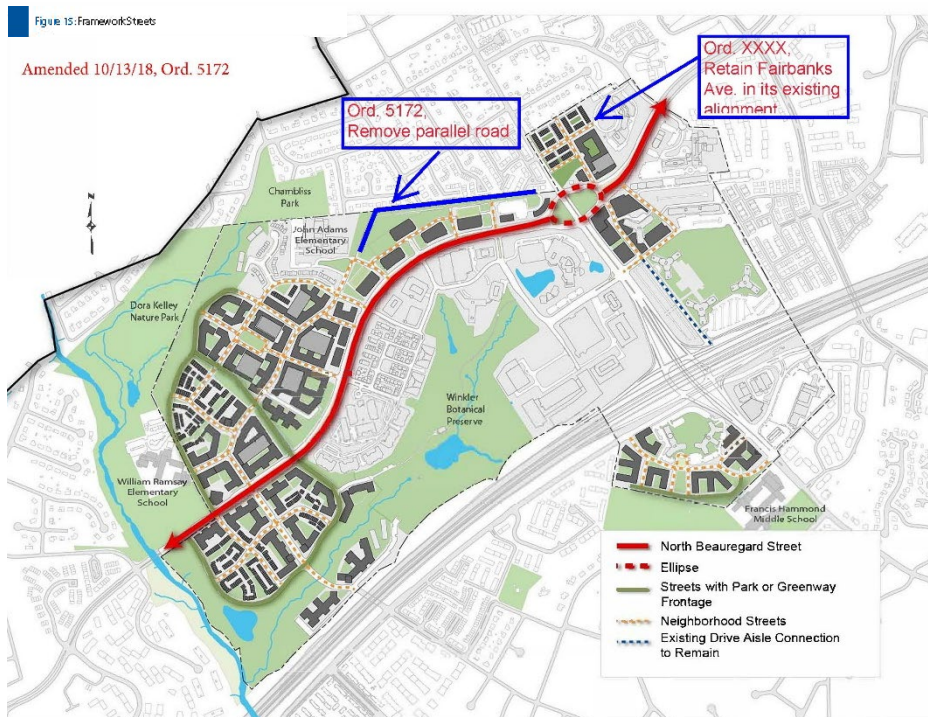 Figure 15: Framework Streets
Amended 10/13/18, Ord. 5172
Ord. XXXX,
Retain Fairbanks
Ave. in its existing
alignment
Ord. 5172,
Remove parallel road
Chambliss
Park
John Adams
Elementary
School
N
Dora Kelley
Nature Park
Winkler
Botanical
Preserve
William Ramsay
Elementary
School
Francis Hammond
Middle School
North Beauregard Street
Ellipse
Streets with Park or Greenway
Frontage
Neighborhood Streets
Existing Drive Aisle Connection
to Remain